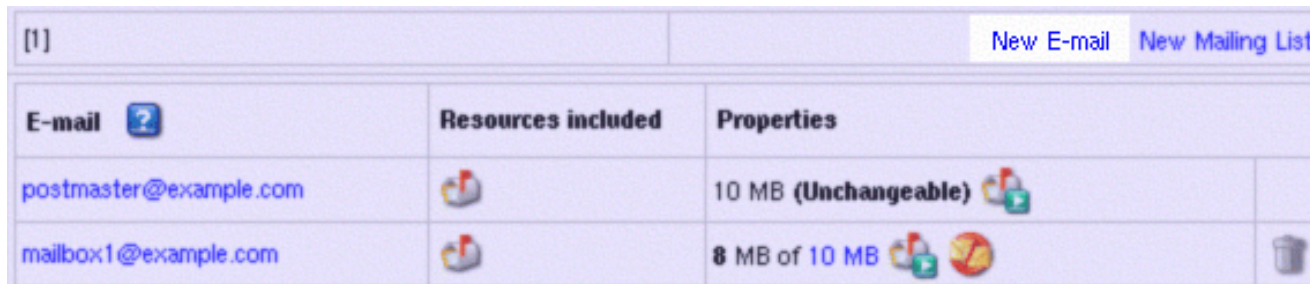 [1] New E-mail New Mailing List
E-mail ? Resources included Properties
postmaster@example.com 10 MB (Unchangeable)
mailbox1@example.com 8 MB of 10 MB